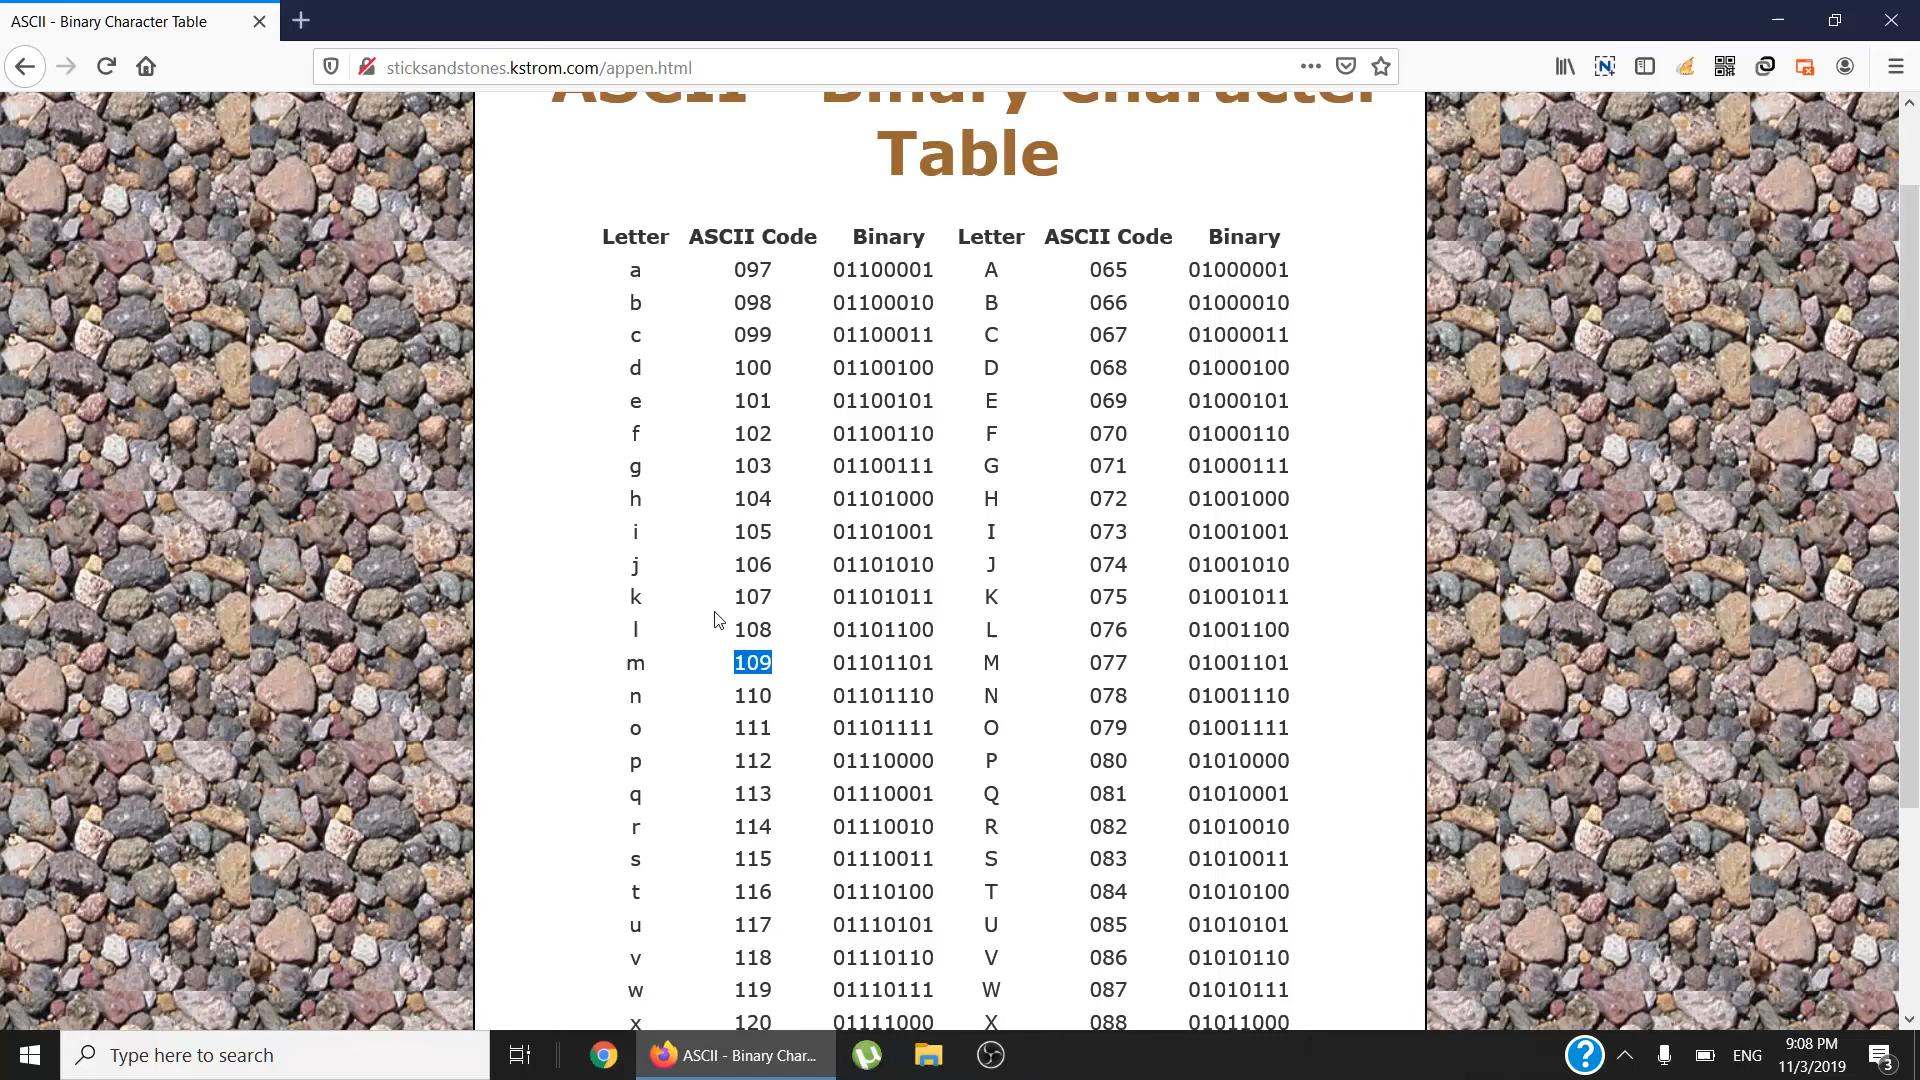 ASCII - Binary Character Table
sticksandstones.kstrom.com/appen.html
ASCII - Binary Character
Table
Letter ASCII Code Binary Letter ASCII Code Binary
a 097 01100001 A 065 01000001
b 098 01100010 B 066 01000010
c 099 01100011 C 067 01000011
d 100 01100100 D 068 01000100
e 101 01100101 E 069 01000101
f 102 01100110 F 070 01000110
g 103 01100111 G 071 01000111
h 104 01101000 H 072 01001000
i 105 01101001 I 073 01001001
j 106 01101010 J 074 01001010
k 107 01101011 K 075 01001011
l 108 01101100 L 076 01001100
m 109 01101101 M 077 01001101
n 110 01101110 N 078 01001110
o 111 01101111 O 079 01001111
p 112 01110000 P 080 01010000
q 113 01110001 Q 081 01010001
r 114 01110010 R 082 01010010
s 115 01110011 S 083 01010011
t 116 01110100 T 084 01010100
u 117 01110101 U 085 01010101
v 118 01110110 V 086 01010110
w 119 01110111 W 087 01010111
x 120 01111000 X 088 01011000
Type here to search
ASCII - Binary Char...
ENG
9:08 PM
11/3/2019
3